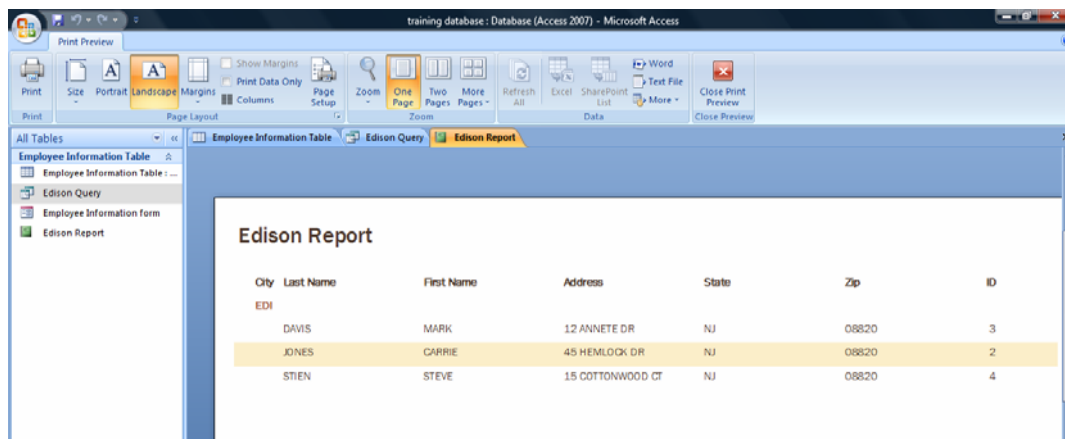 training database : Database (Access 2007) - Microsoft Access
Print Preview
Print
Size
Portrait
Landscape
Margins
Show Margins
Print Data Only
Columns
Page Setup
Zoom
One Page
Two Pages
More Pages
Refresh All
Excel
SharePoint List
Word
Text File
More
Close Print Preview
Print
Page Layout
Zoom
Data
Close Preview
All Tables
Employee Information Table
Employee Information Table : ...
Edison Query
Employee Information form
Edison Report
Employee Information Table
Edison Query
Edison Report
Edison Report
City Last Name First Name Address State Zip ID
EDI
DAVIS MARK 12 ANNETE DR NJ 08820 3
JONES CARRIE 45 HEMLOCK DR NJ 08820 2
STIEN STEVE 15 COTTONWOOD CT NJ 08820 4